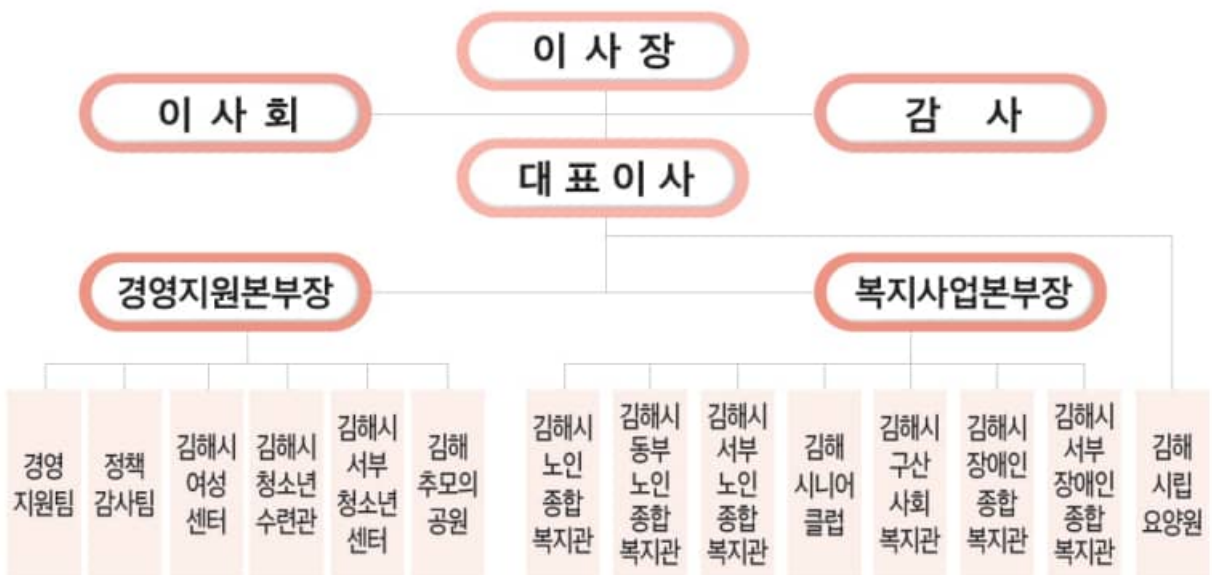 이 사 장
이 사 회
감 사
대 표 이 사
경영지원본부장
복지사업본부장
경영
지원팀
정책
감사팀
김해시
여성
센터
김해시
청소년
수련관
김해시
서부
청소년
센터
김해
추모의
공원
김해시
노인
종합
복지관
김해시
동부
노인
종합
복지관
김해시
서부
노인
종합
복지관
김해
시니어
클럽
김해시
구산
사회
복지관
김해시
장애인
종합
복지관
김해시
서부
장애인
종합
복지관
김해
시립
요양원